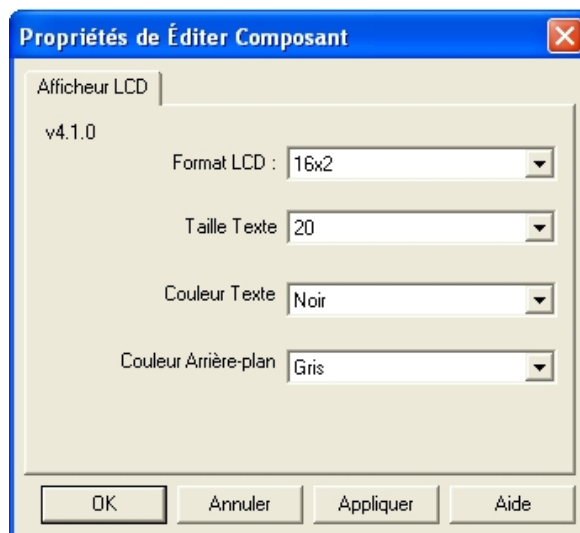 Propriétés de Éditer Composant
Afficheur LCD
v4.1.0
Format LCD : 16x2
Taille Texte 20
Couleur Texte Noir
Couleur Arrière-plan Gris
OK Annuler Appliquer Aide